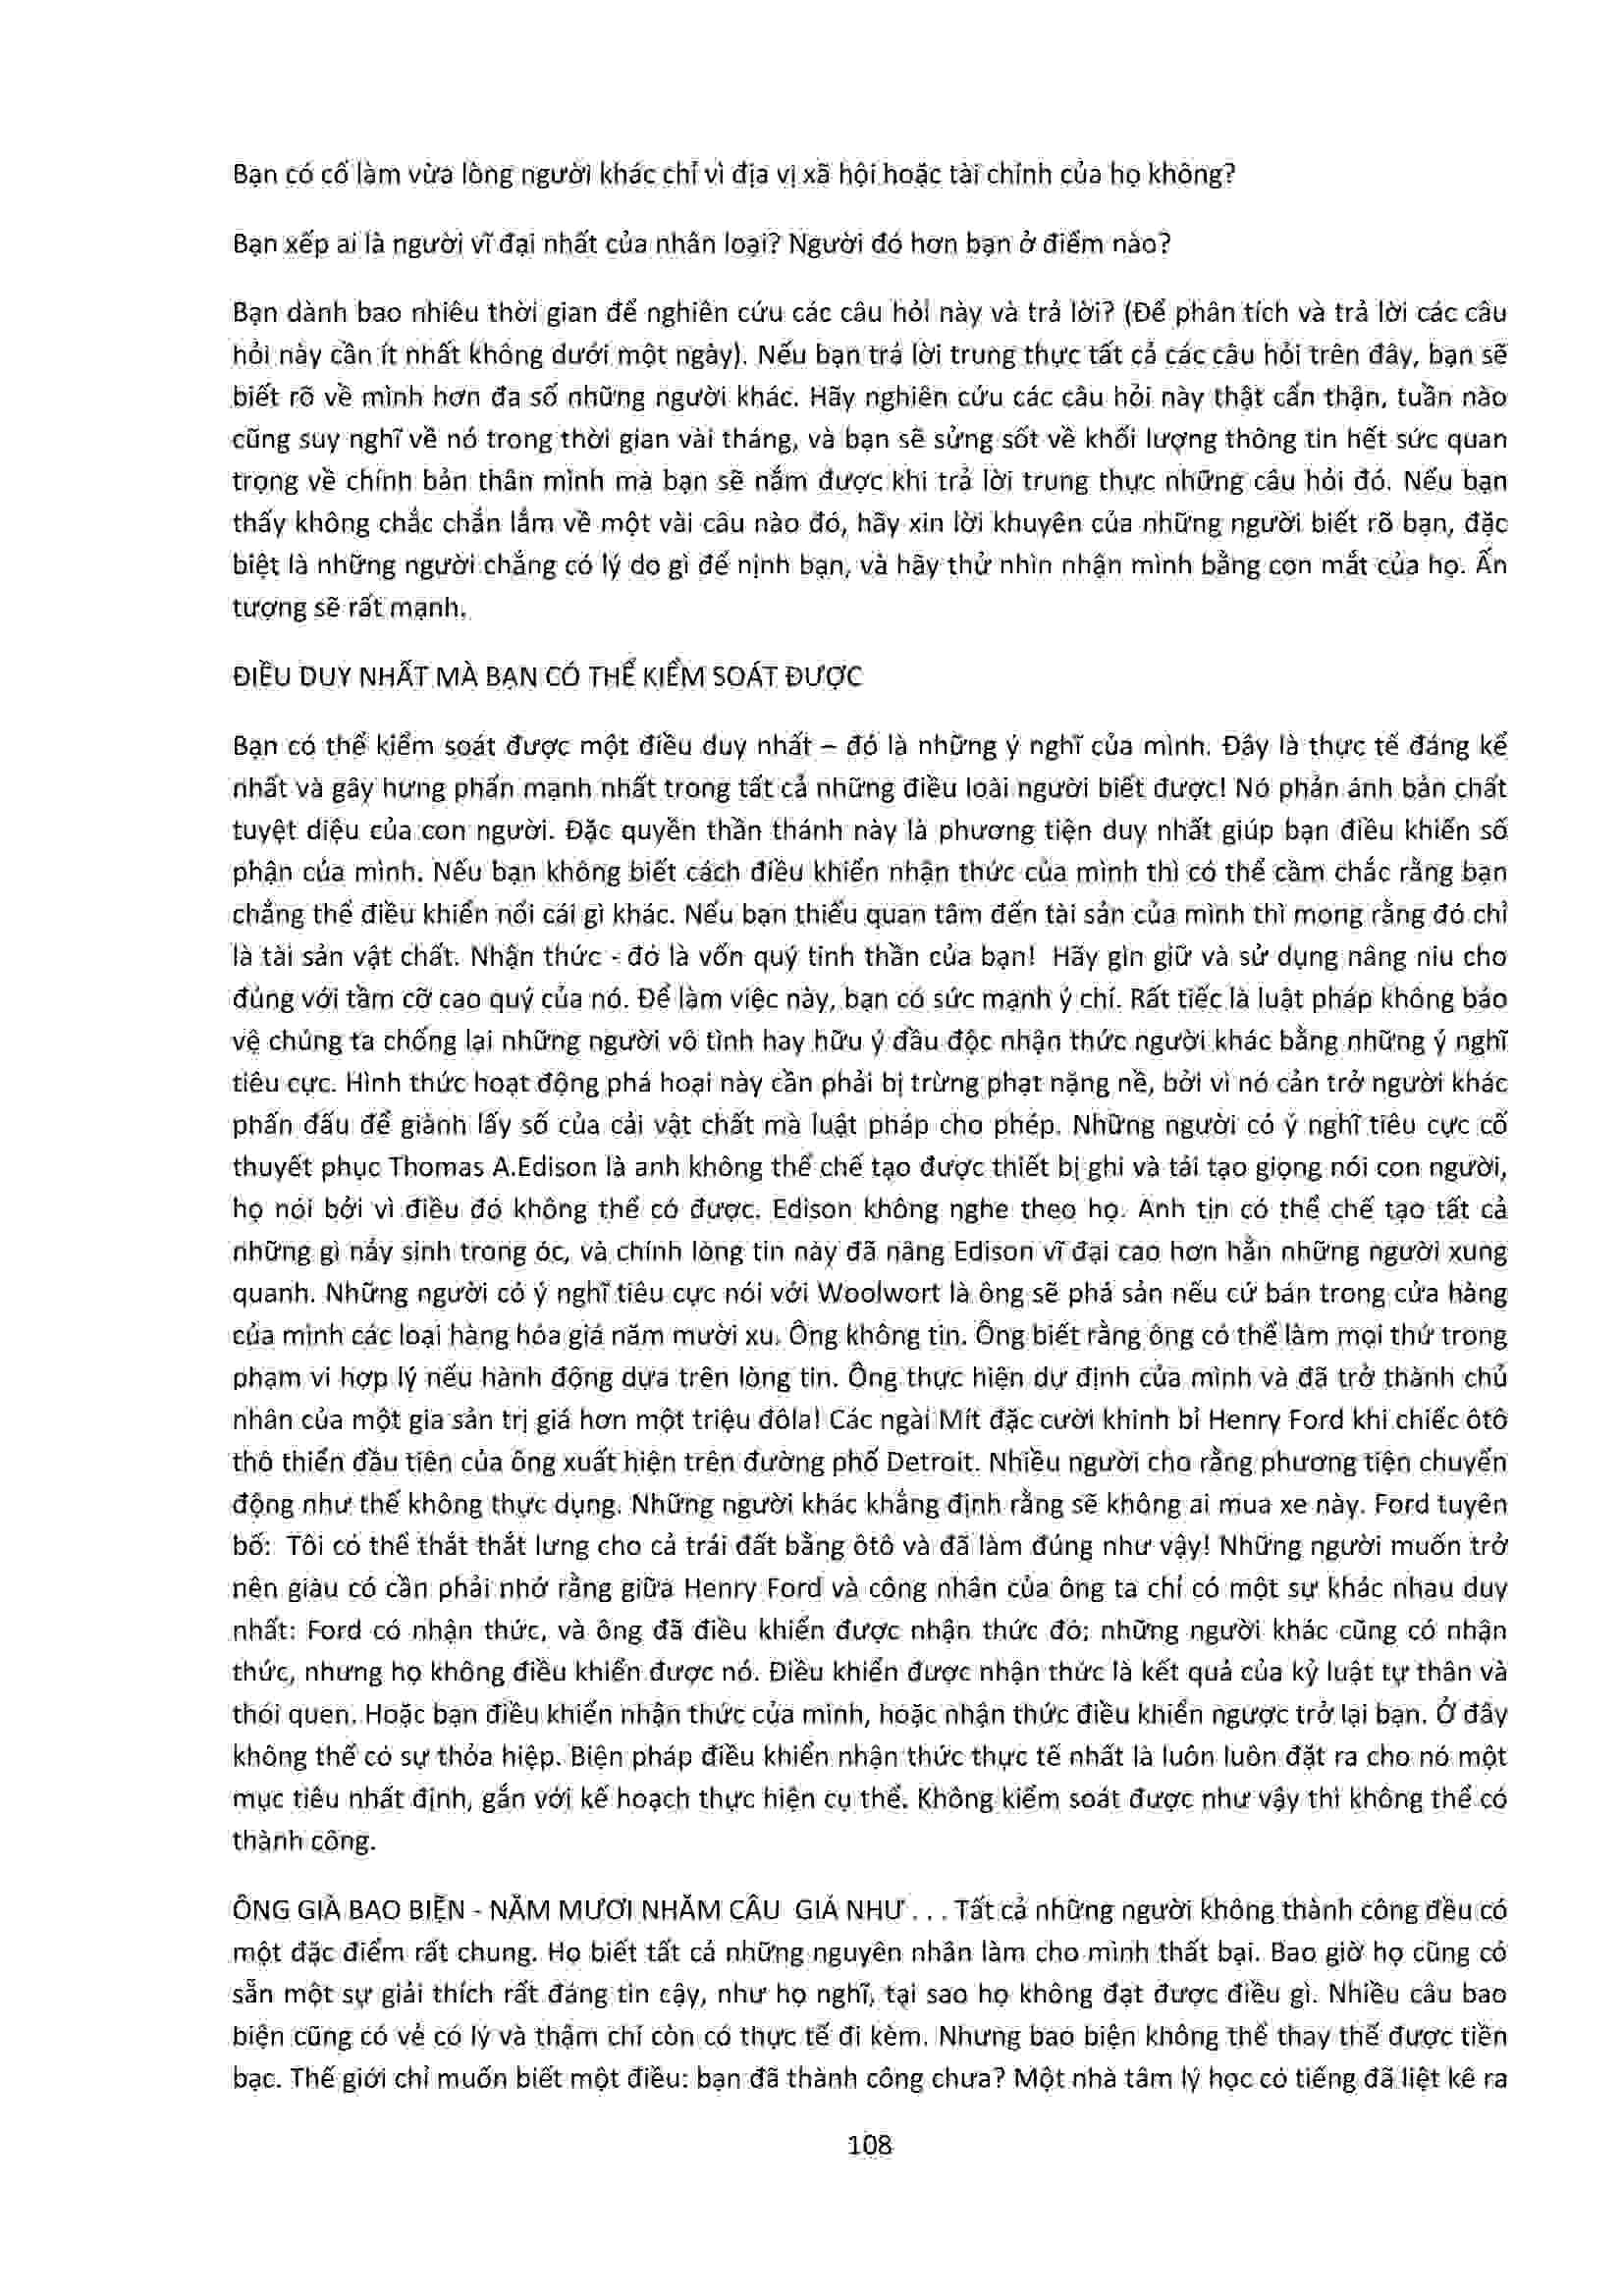 Bạn có cố làm vừa lòng người khác chỉ vì địa vị xã hội hoặc tài chính của họ không?
Bạn xếp ai là người vĩ đại nhất của nhân loại? Người đó hơn bạn ở điểm nào?
Bạn dành bao nhiêu thời gian để nghiên cứu các câu hỏi này và trả lời? (Để phân tích và trả lời các câu
hỏi này cần ít nhất không dưới một ngày). Nếu bạn trả lời trung thực tất cả các câu hỏi trên đây, bạn sẽ
biết rõ về mình hơn đa số những người khác. Hãy nghiên cứu các câu hỏi này thật cẩn thận, tuần nào
cũng suy nghĩ về nó trong thời gian vài tháng, và bạn sẽ sửng sốt về khối lượng thông tin hết sức quan
trọng về chính bản thân mình mà bạn sẽ nắm được khi trả lời trung thực những câu hỏi đó. Nếu bạn
thấy không chắc chắn lắm về một vài câu nào đó, hãy xin lời khuyên của những người biết rõ bạn, đặc
biệt là những người chẳng có lý do gì để nịnh bạn, và hãy thử nhìn nhận mình bằng con mắt của họ. Ấn
tượng sẽ rất mạnh.
ĐIỀU DUY NHẤT MÀ BẠN CÓ THỂ KIỂM SOÁT ĐƯỢC
Bạn có thể kiểm soát được một điều duy nhất – đó là những ý nghĩ của mình. Đây là thực tế đáng kể
nhất và gây hưng phấn mạnh nhất trong tất cả những điều loài người biết được! Nó phản ánh bản chất
tuyệt diệu của con người. Đặc quyền thần thánh này là phương tiện duy nhất giúp bạn điều khiển số
phận của mình. Nếu bạn không biết cách điều khiển nhận thức của mình thì có thể cầm chắc rằng bạn
chẳng thể điều khiển nổi cái gì khác. Nếu bạn thiếu quan tâm đến tài sản của mình thì mong rằng đó chỉ
là tài sản vật chất. Nhận thức - đó là vốn quý tinh thần của bạn! Hãy gìn giữ và sử dụng nâng niu cho
đúng với tầm cỡ cao quý của nó. Để làm việc này, bạn có sức mạnh ý chí. Rất tiếc là luật pháp không bảo
vệ chúng ta chống lại những người vô tình hay hữu ý đầu độc nhận thức người khác bằng những ý nghĩ
tiêu cực. Hình thức hoạt động phá hoại này cần phải bị trừng phạt nặng nề, bởi vì nó cản trở người khác
phấn đấu để giành lấy số của cải vật chất mà luật pháp cho phép. Những người có ý nghĩ tiêu cực cố
thuyết phục Thomas A.Edison là anh không thể chế tạo được thiết bị ghi và tái tạo giọng nói con người,
họ nói bởi vì điều đó không thể có được. Edison không nghe theo họ. Anh tin có thể chế tạo tất cả
những gì nảy sinh trong óc, và chính lòng tin này đã nâng Edison vĩ đại cao hơn hẳn những người xung
quanh. Những người có ý nghĩ tiêu cực nói với Woolwort là ông sẽ phá sản nếu cứ bán trong cửa hàng
của mình các loại hàng hóa giá năm mười xu. Ông không tin. Ông biết rằng ông có thể làm mọi thứ trong
phạm vi hợp lý nếu hành động dựa trên lòng tin. Ông thực hiện dự định của mình và đã trở thành chủ
nhân của một gia sản trị giá hơn một triệu đôla! Các ngài Mít đặc cười khinh bỉ Henry Ford khi chiếc ôtô
thô thiển đầu tiên của ông xuất hiện trên đường phố Detroit. Nhiều người cho rằng phương tiện chuyển
động như thế không thực dụng. Những người khác khẳng định rằng sẽ không ai mua xe này. Ford tuyên
bố: Tôi có thể thắt thắt lưng cho cả trái đất bằng ôtô và đã làm đúng như vậy! Những người muốn trở
nên giàu có cần phải nhớ rằng giữa Henry Ford và công nhân của ông ta chỉ có một sự khác nhau duy
nhất: Ford có nhận thức, và ông đã điều khiển được nhận thức đó; những người khác cũng có nhận
thức, nhưng họ không điều khiển được nó. Điều khiển được nhận thức là kết quả của kỷ luật tự thân và
thói quen. Hoặc bạn điều khiển nhận thức của mình, hoặc nhận thức điều khiển ngược trở lại bạn. Ở đây
không thể có sự thỏa hiệp. Biện pháp điều khiển nhận thức thực tế nhất là luôn luôn đặt ra cho nó một
mục tiêu nhất định, gắn với kế hoạch thực hiện cụ thể. Không kiểm soát được như vậy thì không thể có
thành công.
ÔNG GIÀ BAO BIỆN - NĂM MƯƠI NHĂM CÂU GIÁ NHƯ . . . Tất cả những người không thành công đều có
một đặc điểm rất chung. Họ biết tất cả những nguyên nhân làm cho mình thất bại. Bao giờ họ cũng có
sẵn một sự giải thích rất đáng tin cậy, như họ nghĩ, tại sao họ không đạt được điều gì. Nhiều câu bao
biện cũng có vẻ có lý và thậm chí còn có thực tế đi kèm. Nhưng bao biện không thể thay thế được tiền
bạc. Thế giới chỉ muốn biết một điều: bạn đã thành công chưa? Một nhà tâm lý học có tiếng đã liệt kê ra
108